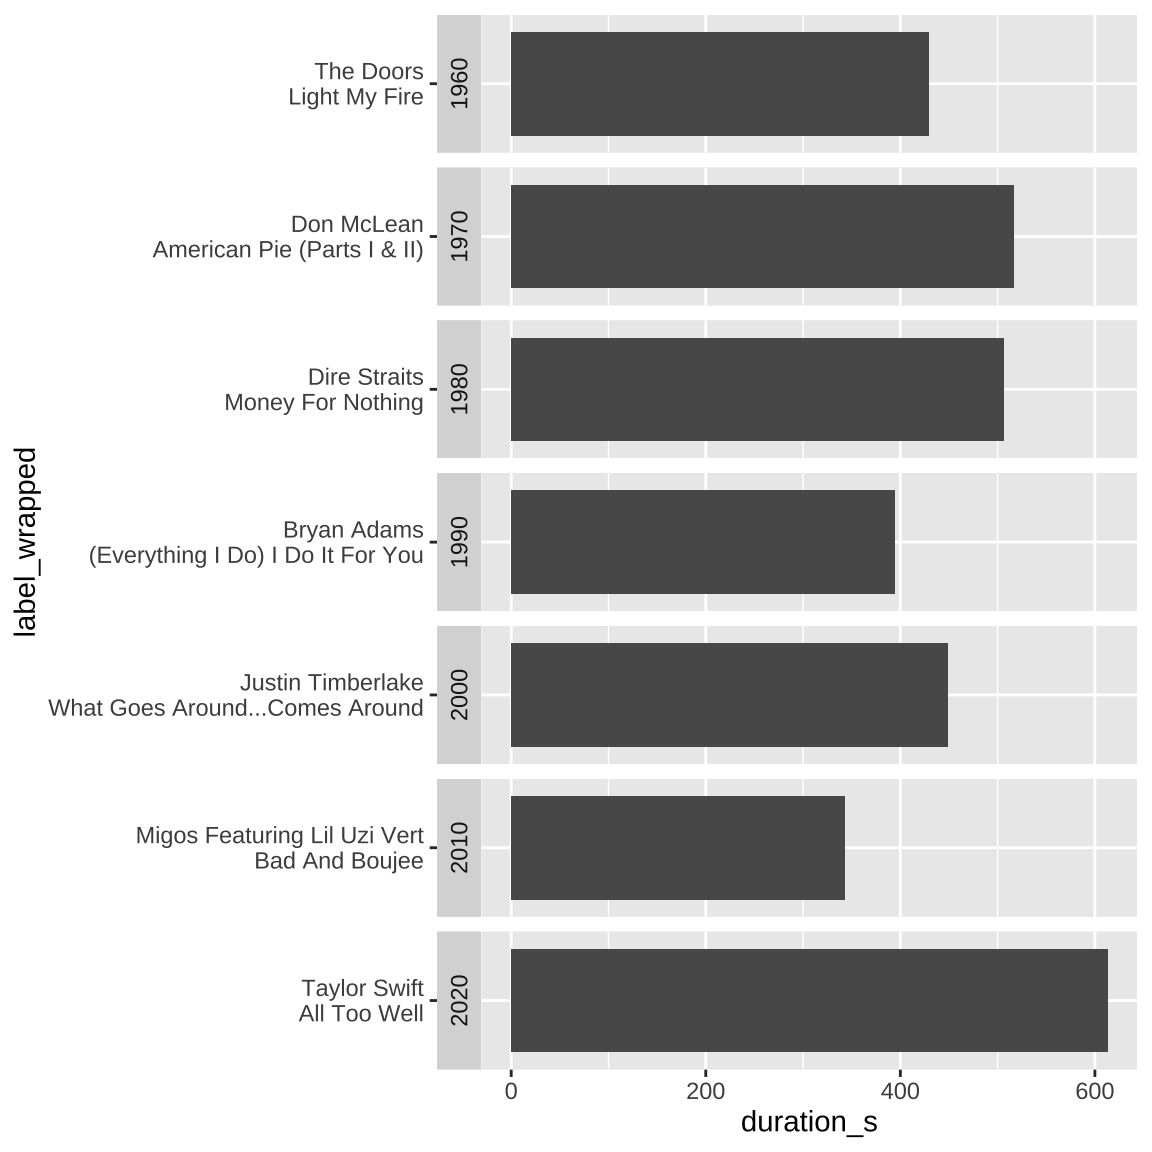 The Doors
Light My Fire
1960
Don McLean
American Pie (Parts I & II)
1970
Dire Straits
Money For Nothing
1980
Bryan Adams
(Everything I Do) I Do It For You
1990
Justin Timberlake
What Goes Around...Comes Around
2000
Migos Featuring Lil Uzi Vert
Bad And Boujee
2010
Taylor Swift
All Too Well
2020
label_wrapped
0 200 400 600
duration_s